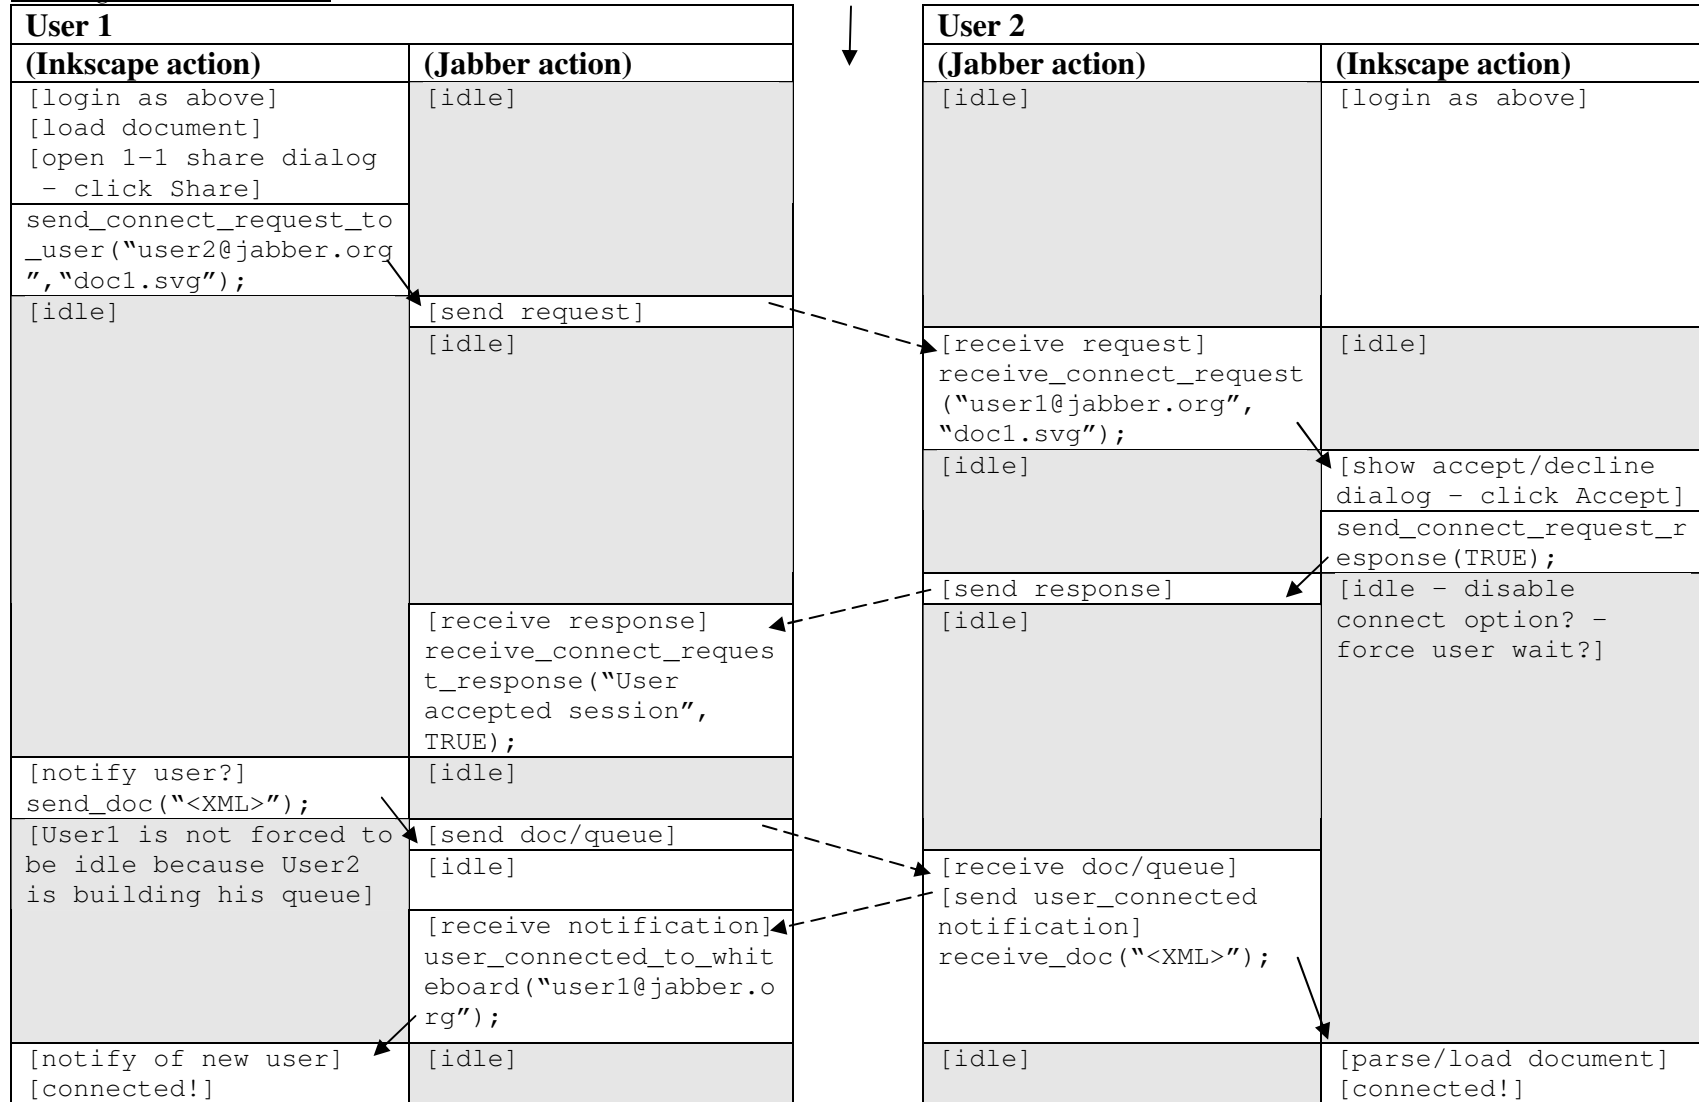 User 1
(Inkscape action)
(Jabber action)
[login as above]
[load document]
[open 1-1 share dialog
- click Share]
[idle]
send_connect_request_to
_user(“user2@jabber.org
”,“doc1.svg”);
[idle]
[send request]
[idle]
[receive response]
receive_connect_reques
t_response(“User
accepted session”,
TRUE);
[notify user?]
send_doc(“<XML>”);
[idle]
[User1 is not forced to
be idle because User2
is building his queue]
[send doc/queue]
[idle]
[receive notification]
user_connected_to_whit
eboard(“user1@jabber.o
rg”);
[notify of new user]
[connected!]
[idle]
User 2
(Jabber action)
(Inkscape action)
[idle]
[login as above]
[receive request]
receive_connect_request
(“user1@jabber.org”,
“doc1.svg”);
[idle]
[idle]
[show accept/decline
dialog - click Accept]
send_connect_request_r
esponse(TRUE);
[send response]
[idle - disable
connect option? -
force user wait?]
[idle]
[receive doc/queue]
[send user_connected
notification]
receive_doc(“<XML>”);
[idle]
[parse/load document]
[connected!]